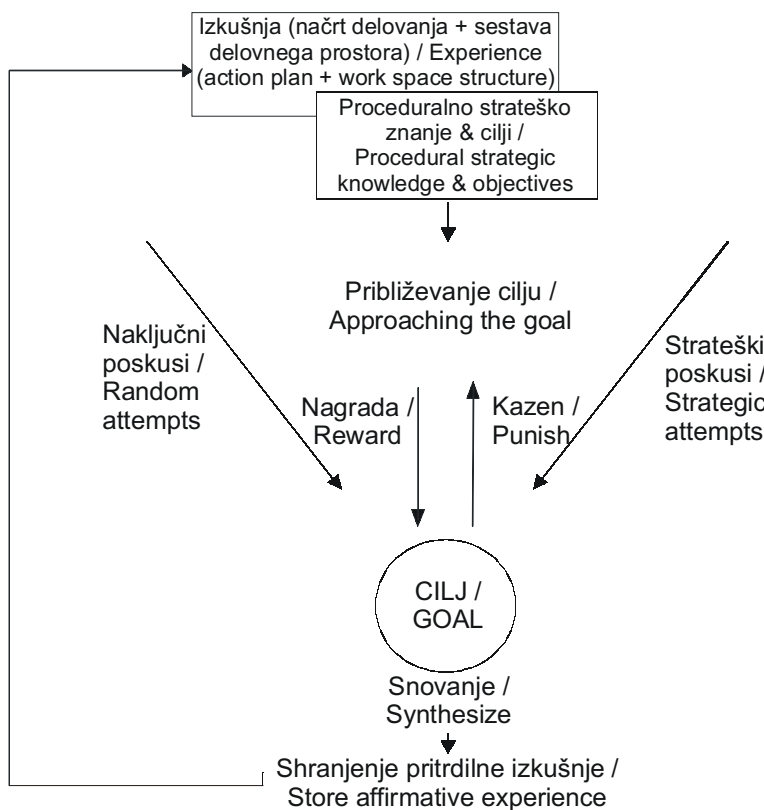 Izkušnja (načrt delovanja + sestava
delovnega prostora) / Experience
(action plan + work space structure)
Proceduralno strateško
znanje & cilji /
Procedural strategic
knowledge & objectives
Približevanje cilju /
Approaching the goal
Naključni
poskusi /
Random
attempts
Strateški
poskusi /
Strategic
attempts
Nagrada /
Reward
Kazen /
Punish
CILJ /
GOAL
Snovanje /
Synthesize
Shranjenje pritrdilne izkušnje /
Store affirmative experience